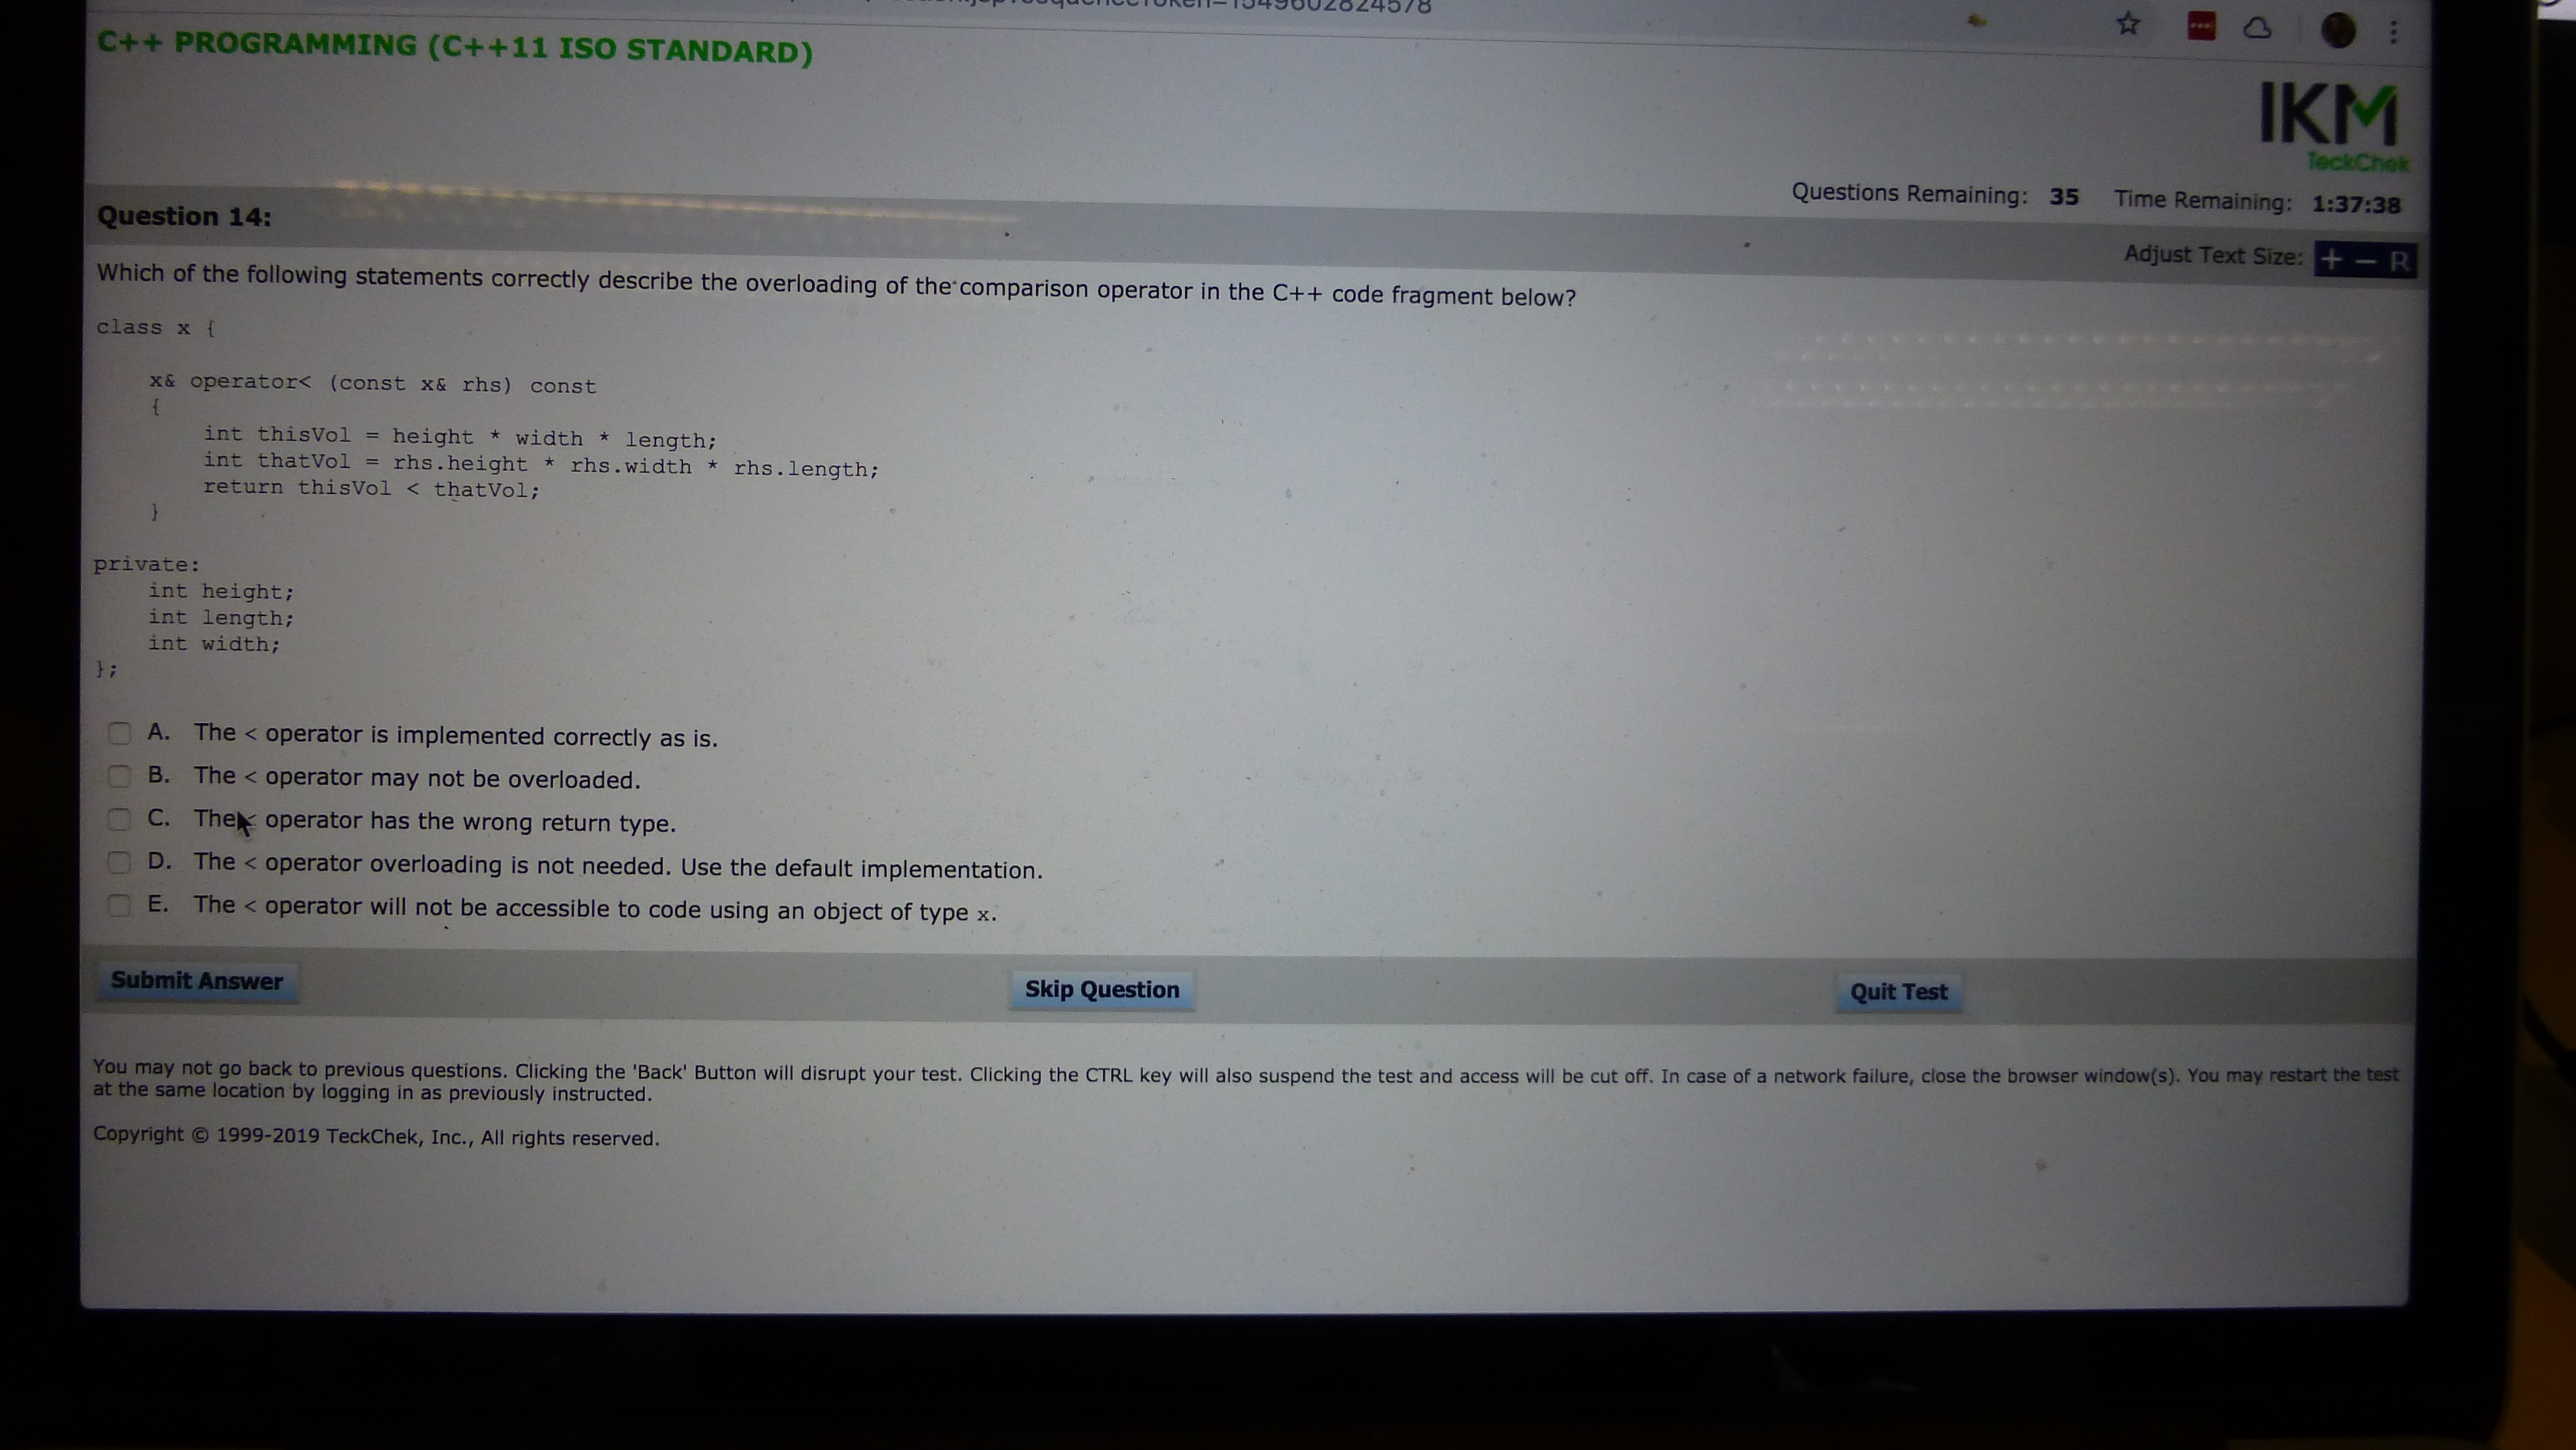 C++ PROGRAMMING (C++11 ISO STANDARD)
IKM
TeckChek
Questions Remaining: 35 Time Remaining: 1:37:38
Question 14:
Adjust Text Size: + − R
Which of the following statements correctly describe the overloading of the comparison operator in the C++ code fragment below?
class x {
x& operator< (const x& rhs) const
{
int thisVol = height * width * length;
int thatVol = rhs.height * rhs.width * rhs.length;
return thisVol < thatVol;
}
private:
int height;
int length;
int width;
};
A. The < operator is implemented correctly as is.
B. The < operator may not be overloaded.
C. The < operator has the wrong return type.
D. The < operator overloading is not needed. Use the default implementation.
E. The < operator will not be accessible to code using an object of type x.
Submit Answer
Skip Question
Quit Test
You may not go back to previous questions. Clicking the 'Back' Button will disrupt your test. Clicking the CTRL key will also suspend the test and access will be cut off. In case of a network failure, close the browser window(s). You may restart the test
at the same location by logging in as previously instructed.
Copyright © 1999-2019 TeckChek, Inc., All rights reserved.